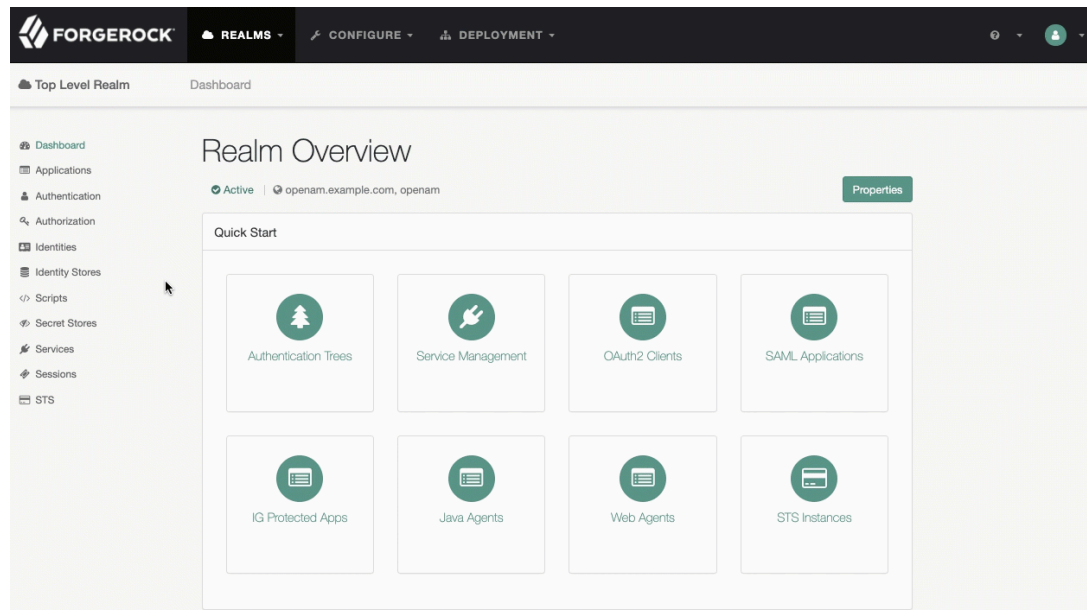 FORGEROCK
REALMS
CONFIGURE
DEPLOYMENT
Top Level Realm
Dashboard
Dashboard
Applications
Authentication
Authorization
Identities
Identity Stores
Scripts
Secret Stores
Services
Sessions
STS
Realm Overview
Active
openam.example.com, openam
Properties
Quick Start
Authentication Trees
Service Management
OAuth2 Clients
SAML Applications
IG Protected Apps
Java Agents
Web Agents
STS Instances